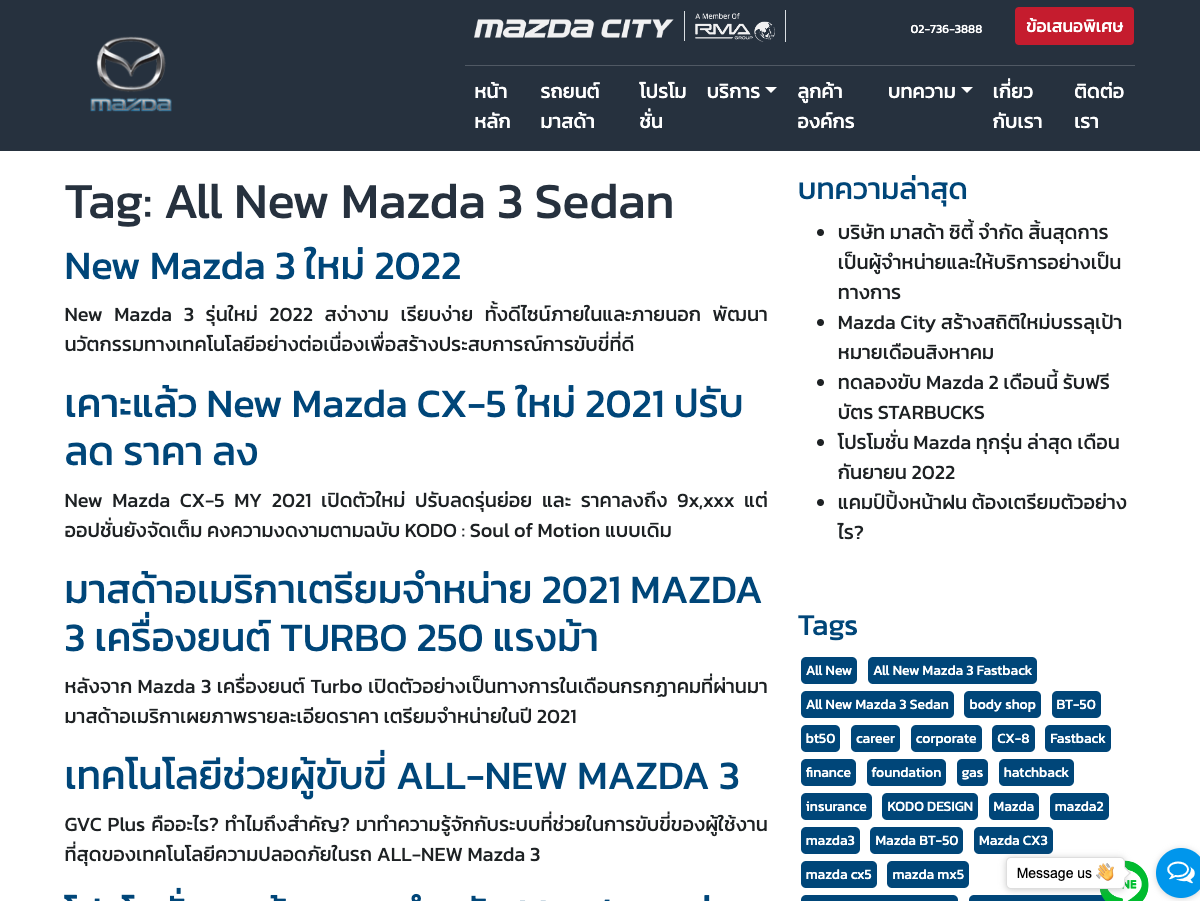 mazda
MAZDA CITY
A Member Of
RMA
GROUP
02-736-3888
ข้อเสนอพิเศษ
หน้า
หลัก
รถยนต์
มาสด้า
โปรโม
ชั่น
บริการ
ลูกค้า
องค์กร
บทความ
เกี่ยว
กับเรา
ติดต่อ
เรา
Tag: All New Mazda 3 Sedan
New Mazda 3 ใหม่ 2022
New Mazda 3 รุ่นใหม่ 2022 สง่างาม เรียบง่าย ทั้งดีไซน์ภายในและภายนอก พัฒนา
นวัตกรรมทางเทคโนโลยีอย่างต่อเนื่องเพื่อสร้างประสบการณ์การขับขี่ที่ดี
เคาะแล้ว New Mazda CX-5 ใหม่ 2021 ปรับ
ลด ราคา ลง
New Mazda CX-5 MY 2021 เปิดตัวใหม่ ปรับลดรุ่นย่อย และ ราคาลงถึง 9x,xxx แต่
ออปชั่นยังจัดเต็ม คงความงดงามตามฉบับ KODO : Soul of Motion แบบเดิม
มาสด้าอเมริกาเตรียมจำหน่าย 2021 MAZDA
3 เครื่องยนต์ TURBO 250 แรงม้า
หลังจาก Mazda 3 เครื่องยนต์ Turbo เปิดตัวอย่างเป็นทางการในเดือนกรกฏาคมที่ผ่านมา
มาสด้าอเมริกาเผยภาพรายละเอียดราคา เตรียมจำหน่ายในปี 2021
เทคโนโลยีช่วยผู้ขับขี่ ALL-NEW MAZDA 3
GVC Plus คืออะไร? ทำไมถึงสำคัญ? มาทำความรู้จักกับระบบที่ช่วยในการขับขี่ของผู้ใช้งาน
ที่สุดของเทคโนโลยีความปลอดภัยในรถ ALL-NEW Mazda 3
บทความล่าสุด
บริษัท มาสด้า ซิตี้ จำกัด สิ้นสุดการ
เป็นผู้จำหน่ายและให้บริการอย่างเป็น
ทางการ
Mazda City สร้างสถิติใหม่บรรลุเป้า
หมายเดือนสิงหาคม
ทดลองขับ Mazda 2 เดือนนี้ รับฟรี
บัตร STARBUCKS
โปรโมชั่น Mazda ทุกรุ่น ล่าสุด เดือน
กันยายน 2022
แคมป์ปิ้งหน้าฝน ต้องเตรียมตัวอย่าง
ไร?
Tags
All New All New Mazda 3 Fastback
All New Mazda 3 Sedan body shop BT-50
bt50 career corporate CX-8 Fastback
finance foundation gas hatchback
insurance KODO DESIGN Mazda mazda2
mazda3 Mazda BT-50 Mazda CX3
mazda cx5 mazda mx5
Message us 👋